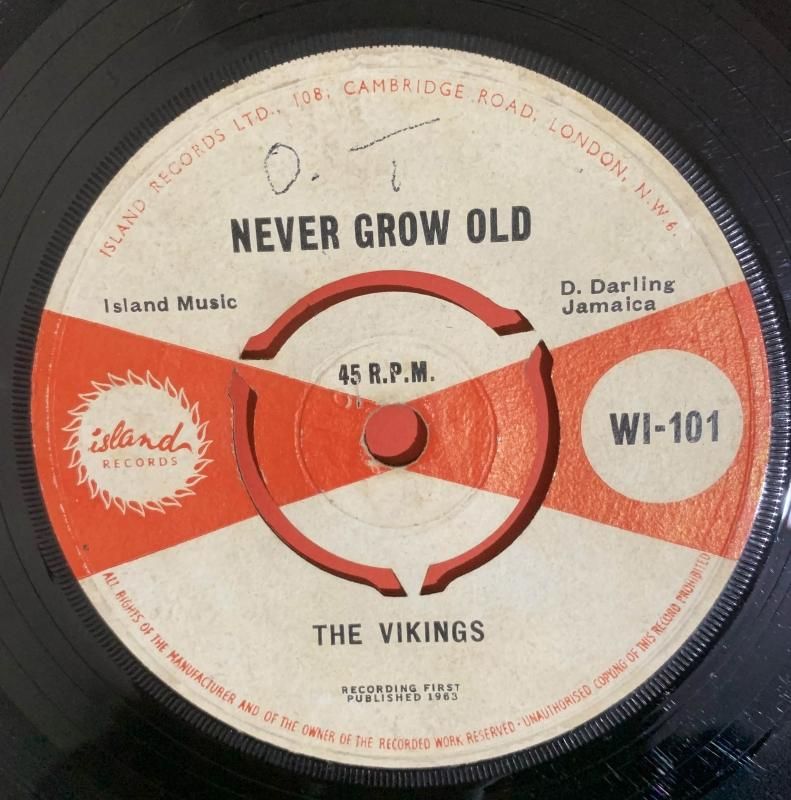 ISLAND RECORDS LTD., 108, CAMBRIDGE ROAD, LONDON, N.W.6.
O. T
NEVER GROW OLD
Island Music
D. Darling
Jamaica
45 R.P.M.
island
RECORDS
WI-101
THE VIKINGS
RECORDING FIRST
PUBLISHED 1963
ALL RIGHTS OF THE MANUFACTURER AND OF THE OWNER OF THE RECORDED WORK RESERVED · UNAUTHORISED COPYING OF THIS RECORD PROHIBITED